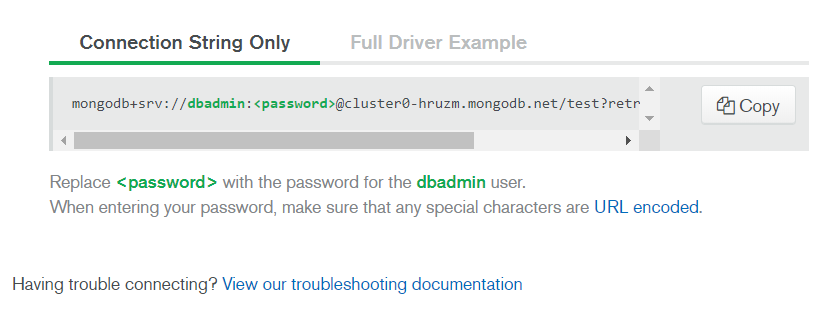 Connection String Only Full Driver Example
mongodb+srv://dbadmin:<password>@cluster0-hruzm.mongodb.net/test?retr
Copy
Replace <password> with the password for the dbadmin user.
When entering your password, make sure that any special characters are URL encoded.
Having trouble connecting? View our troubleshooting documentation